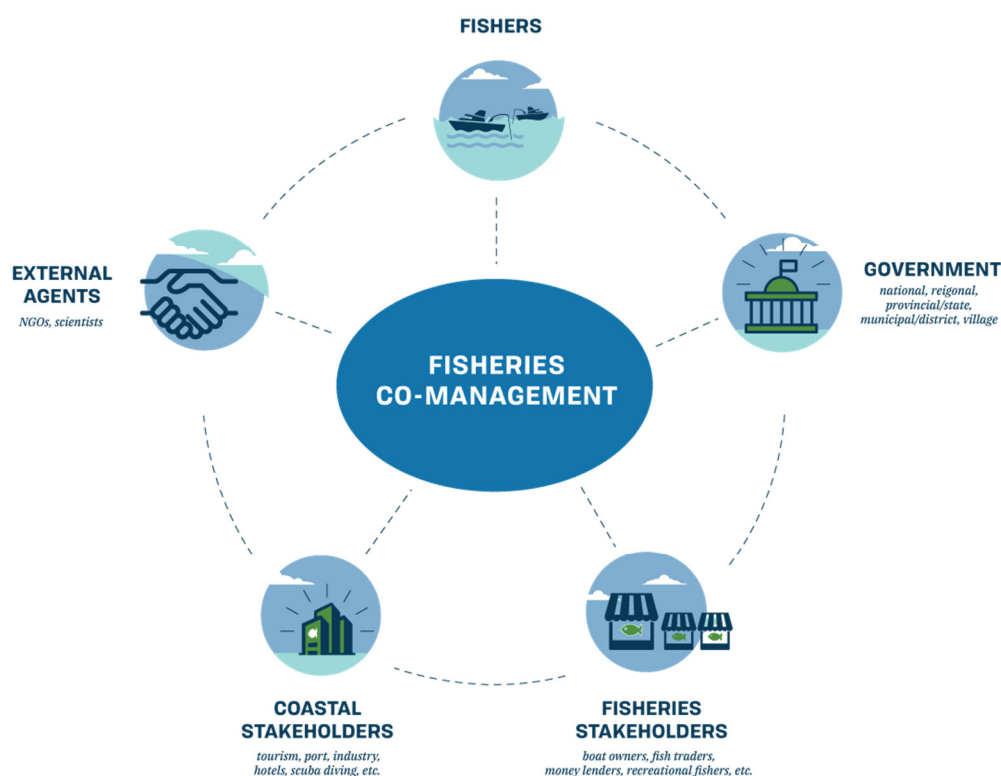 FISHERS
EXTERNAL
AGENTS
NGOs, scientists
GOVERNMENT
national, reigonal,
provincial/state,
municipal/district, village
FISHERIES
CO-MANAGEMENT
COASTAL
STAKEHOLDERS
tourism, port, industry,
hotels, scuba diving, etc.
FISHERIES
STAKEHOLDERS
boat owners, fish traders,
money lenders, recreational fishers, etc.